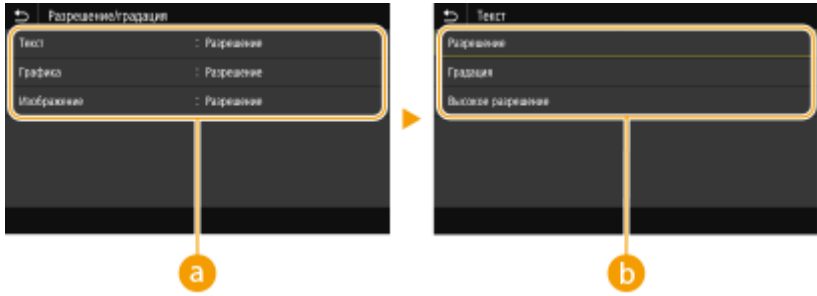 Разрешение/градация
Текст : Разрешение
Графика : Разрешение
Изображение : Разрешение
a
Текст
Разрешение
Градация
Высокое разрешение
b